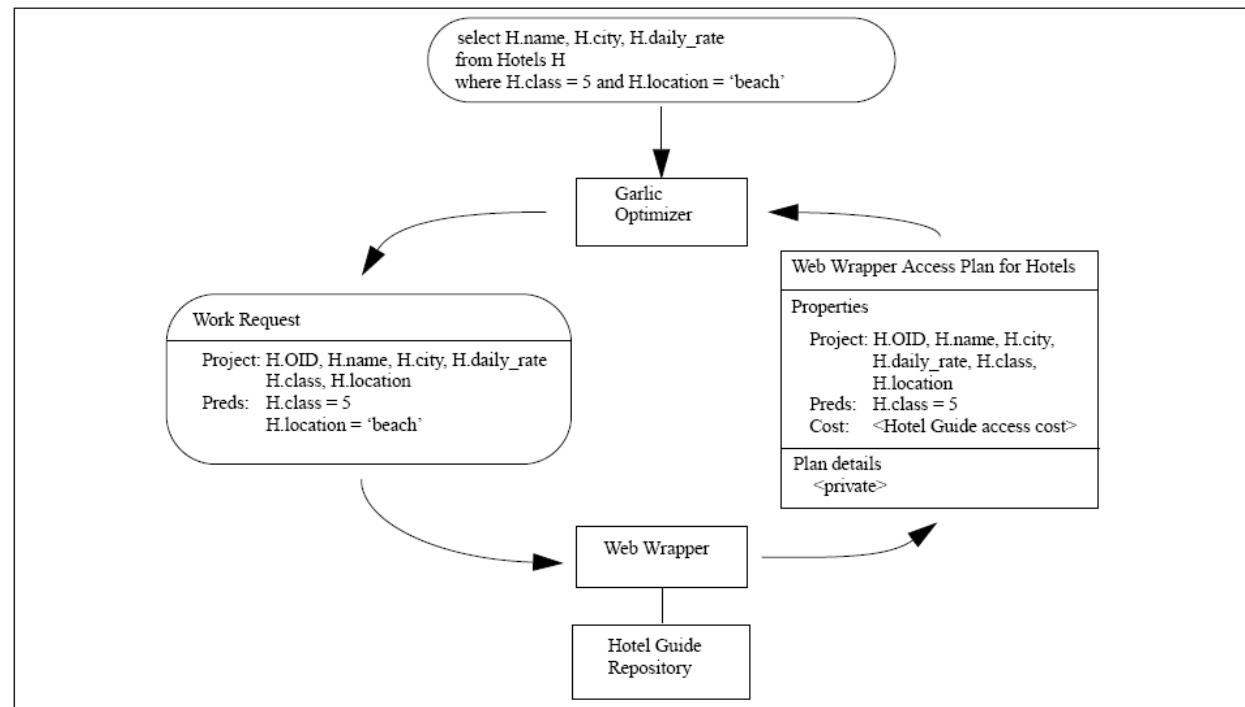 select H.name, H.city, H.daily_rate
from Hotels H
where H.class = 5 and H.location = ‘beach’
Garlic
Optimizer
Work Request
Project: H.OID, H.name, H.city, H.daily_rate
H.class, H.location
Preds: H.class = 5
H.location = ‘beach’
Web Wrapper Access Plan for Hotels
Properties
Project: H.OID, H.name, H.city,
H.daily_rate, H.class,
H.location
Preds: H.class = 5
Cost: <Hotel Guide access cost>
Plan details
<private>
Web Wrapper
Hotel Guide
Repository